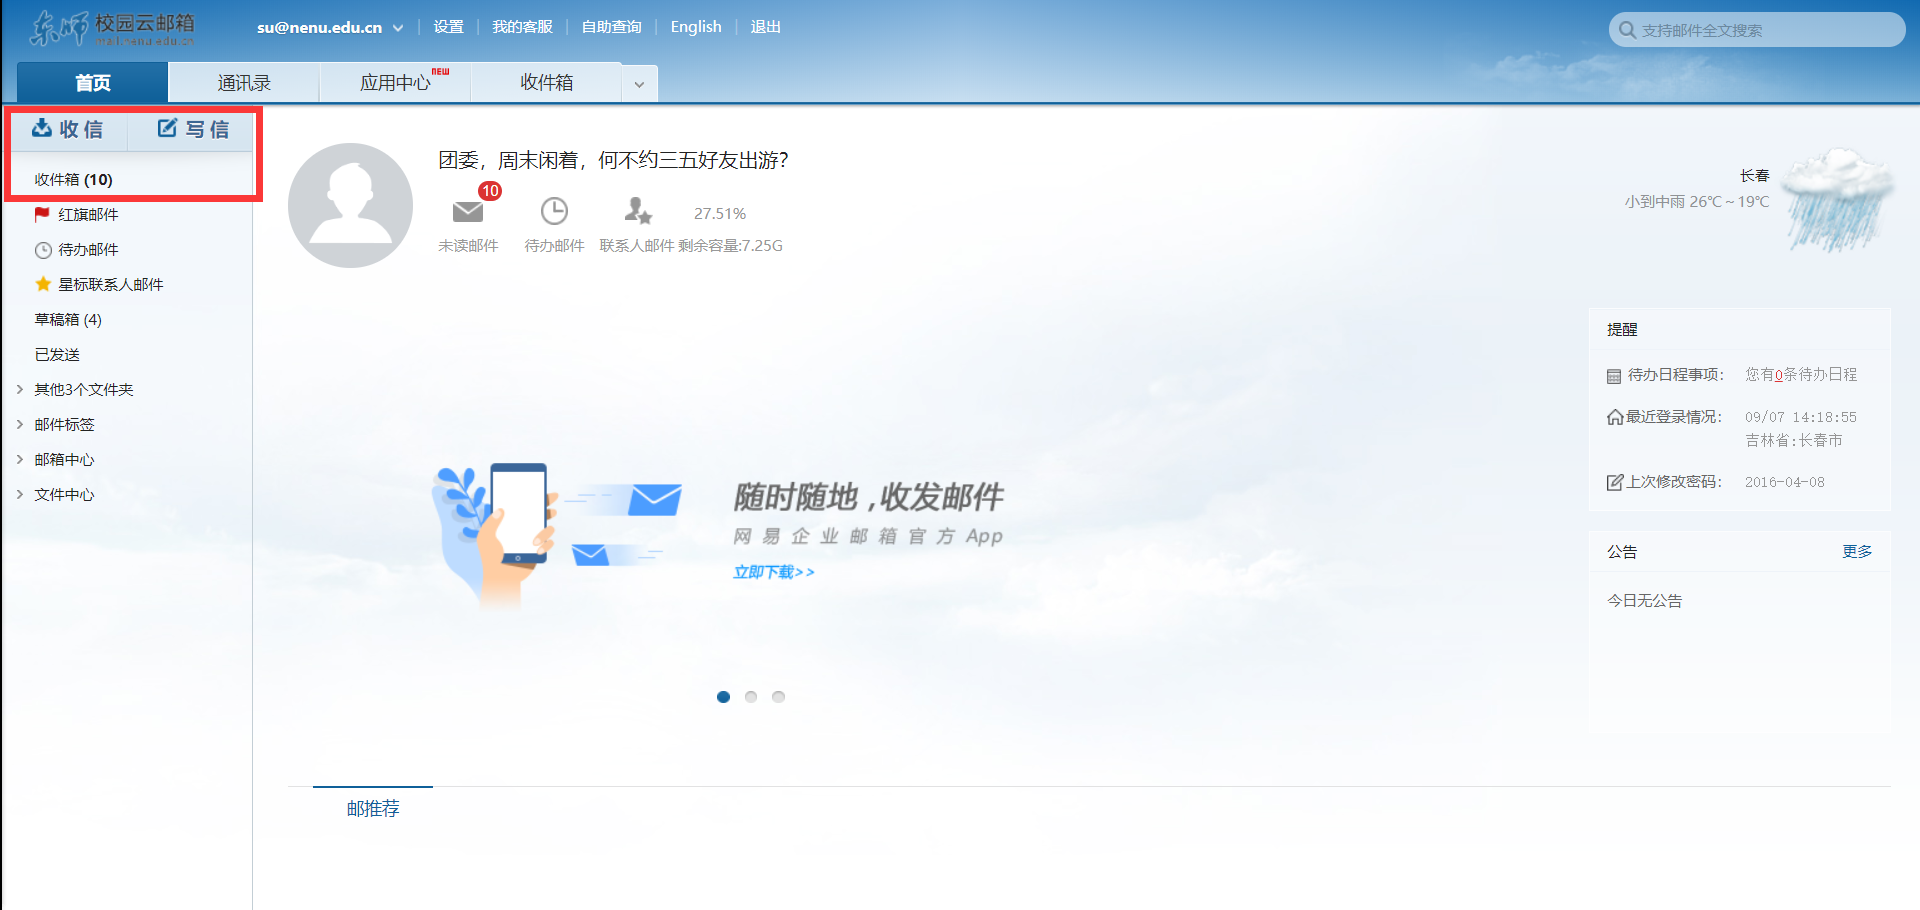 东师 校园云邮箱
mail.nenu.edu.cn
su@nenu.edu.cn 设置 我的客服 自助查询 English 退出
支持邮件全文搜索
首页 通讯录 应用中心 NEW 收件箱
收信 写信
收件箱 (10)
红旗邮件
待办邮件
星标联系人邮件
草稿箱 (4)
已发送
其他3个文件夹
邮件标签
邮箱中心
文件中心
团委，周末闲着，何不约三五好友出游？
10
27.51%
未读邮件 待办邮件 联系人邮件 剩余容量:7.25G
长春
小到中雨 26℃～19℃
随时随地 ,收发邮件
网易企业邮箱官方App
立即下载>>
提醒
待办日程事项： 您有0条待办日程
最近登录情况： 09/07 14:18:55
吉林省:长春市
上次修改密码： 2016-04-08
公告 更多
今日无公告
邮推荐